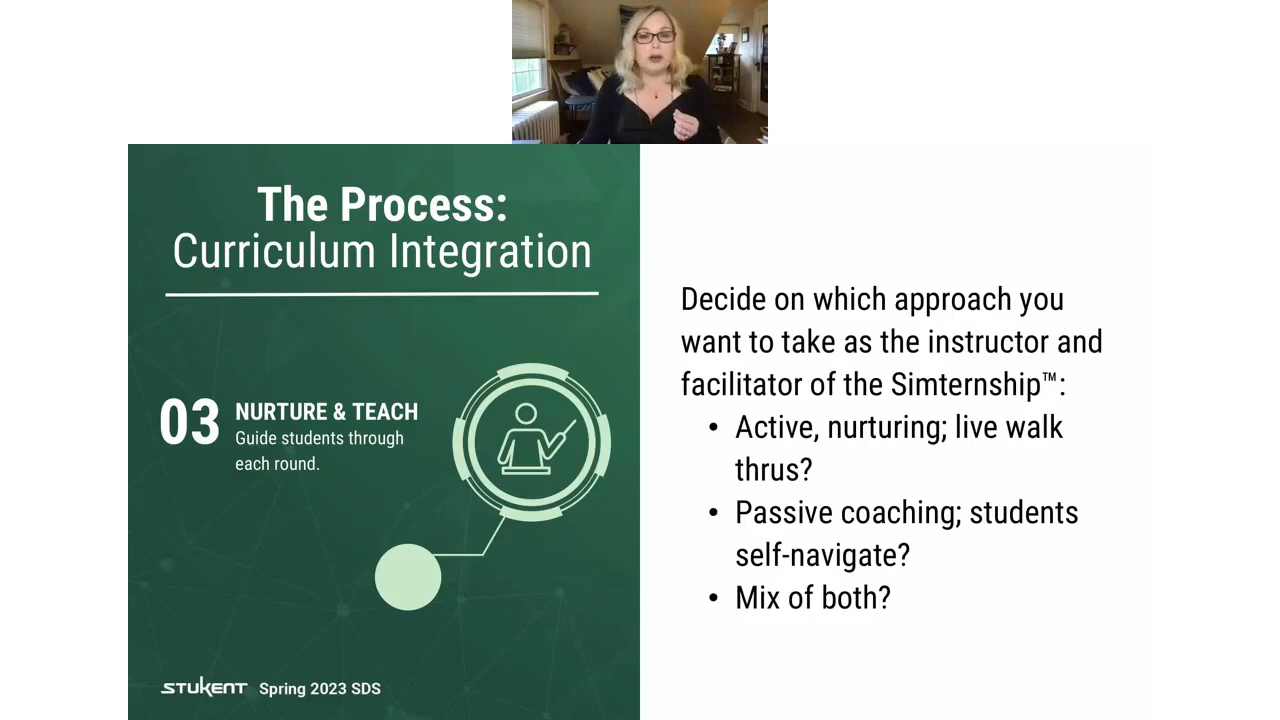 The Process:
Curriculum Integration
03
NURTURE & TEACH
Guide students through
each round.
STUKENT Spring 2023 SDS
Decide on which approach you
want to take as the instructor and
facilitator of the Simternship™:
• Active, nurturing; live walk
thrus?
• Passive coaching; students
self-navigate?
• Mix of both?